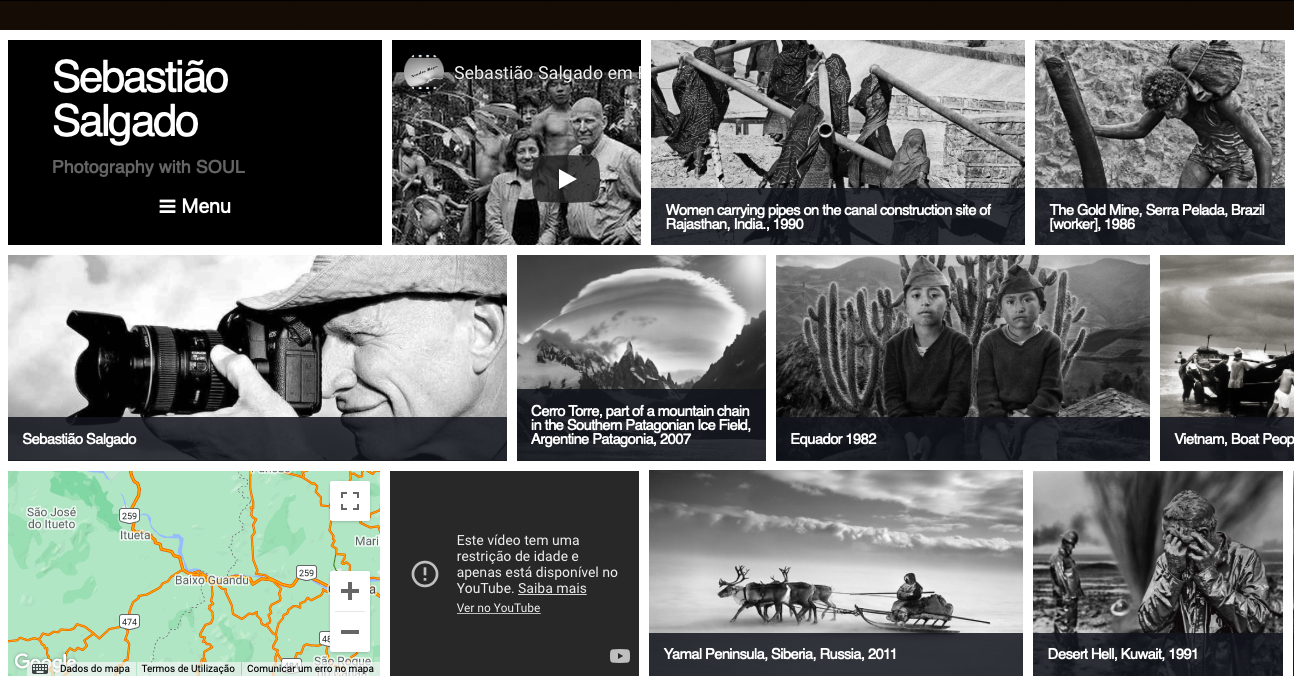 Sebastião
Salgado
Photography with SOUL
Menu
Sebastião Salgado em
Women carrying pipes on the canal construction site of
Rajasthan, India., 1990
The Gold Mine, Serra Pelada, Brazil
[worker], 1986
Sebastião Salgado
Cerro Torre, part of a mountain chain
in the Southern Patagonian Ice Field,
Argentine Patagonia, 2007
Equador 1982
Vietnam, Boat Peop
São José
do Itueto
259
Itueta
Mari
Baixo Guandu
259
474
São Roque
Google
Dados do mapa
Termos de Utilização
Comunicar um erro no mapa
Este vídeo tem uma
restrição de idade e
apenas está disponível no
YouTube. Saiba mais
Ver no YouTube
Yamal Peninsula, Siberia, Russia, 2011
Desert Hell, Kuwait, 1991